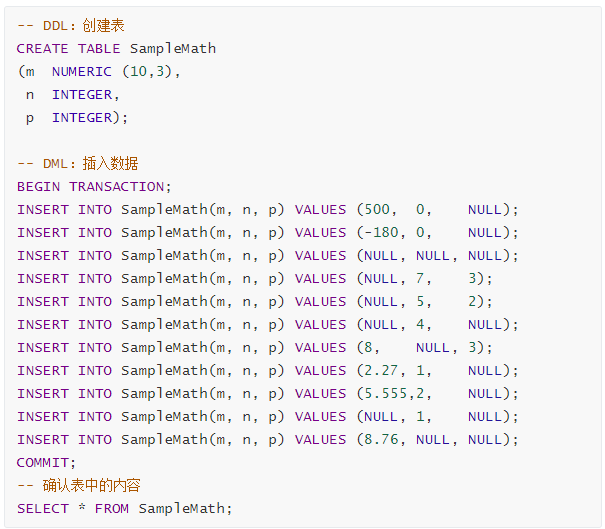 -- DDL：创建表
CREATE TABLE SampleMath
(m  NUMERIC (10,3),
 n  INTEGER,
 p  INTEGER);

-- DML：插入数据
BEGIN TRANSACTION;
INSERT INTO SampleMath(m, n, p) VALUES (500,  0,    NULL);
INSERT INTO SampleMath(m, n, p) VALUES (-180, 0,    NULL);
INSERT INTO SampleMath(m, n, p) VALUES (NULL, NULL, NULL);
INSERT INTO SampleMath(m, n, p) VALUES (NULL, 7,    3);
INSERT INTO SampleMath(m, n, p) VALUES (NULL, 5,    2);
INSERT INTO SampleMath(m, n, p) VALUES (NULL, 4,    NULL);
INSERT INTO SampleMath(m, n, p) VALUES (8,    NULL, 3);
INSERT INTO SampleMath(m, n, p) VALUES (2.27, 1,    NULL);
INSERT INTO SampleMath(m, n, p) VALUES (5.555,2,    NULL);
INSERT INTO SampleMath(m, n, p) VALUES (NULL, 1,    NULL);
INSERT INTO SampleMath(m, n, p) VALUES (8.76, NULL, NULL);
COMMIT;
-- 确认表中的内容
SELECT * FROM SampleMath;